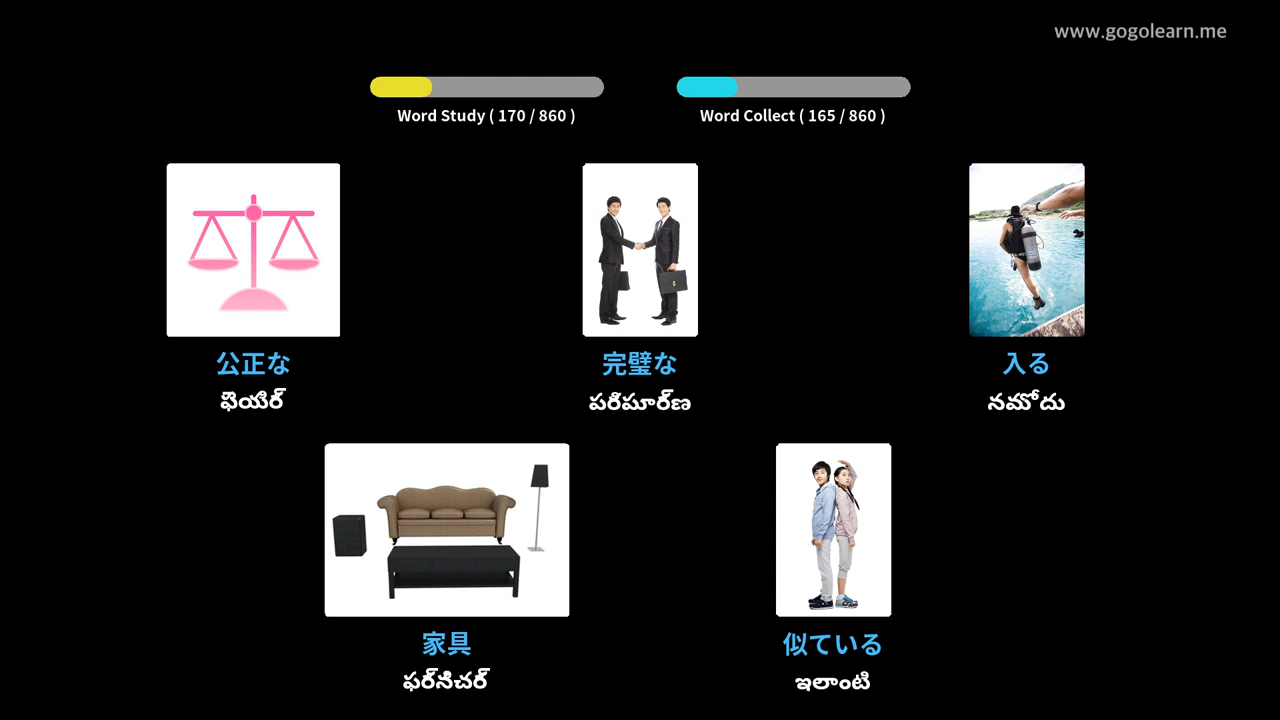 www.gogolearn.me
Word Study ( 170 / 860 )
Word Collect ( 165 / 860 )
公正な
ఫెయిర్
完璧な
పరిపూర్ణ
入る
నమోదు
家具
ఫర్నిచర్
似ている
ఇలాంటి